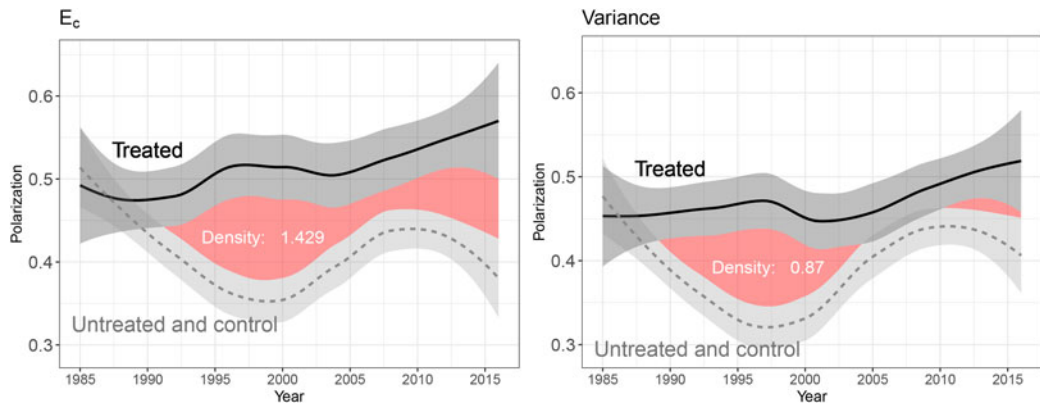 E_c
Polarization
0.6
0.5
0.4
0.3
Treated
Density: 1.429
Untreated and control
1985 1990 1995 2000 2005 2010 2015
Year
Variance
Polarization
0.6
0.5
0.4
0.3
Treated
Density: 0.87
Untreated and control
1985 1990 1995 2000 2005 2010 2015
Year